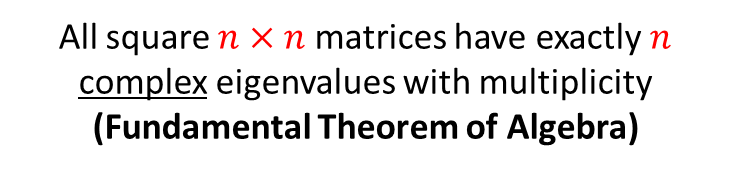 All square n × n matrices have exactly n
complex eigenvalues with multiplicity
(Fundamental Theorem of Algebra)